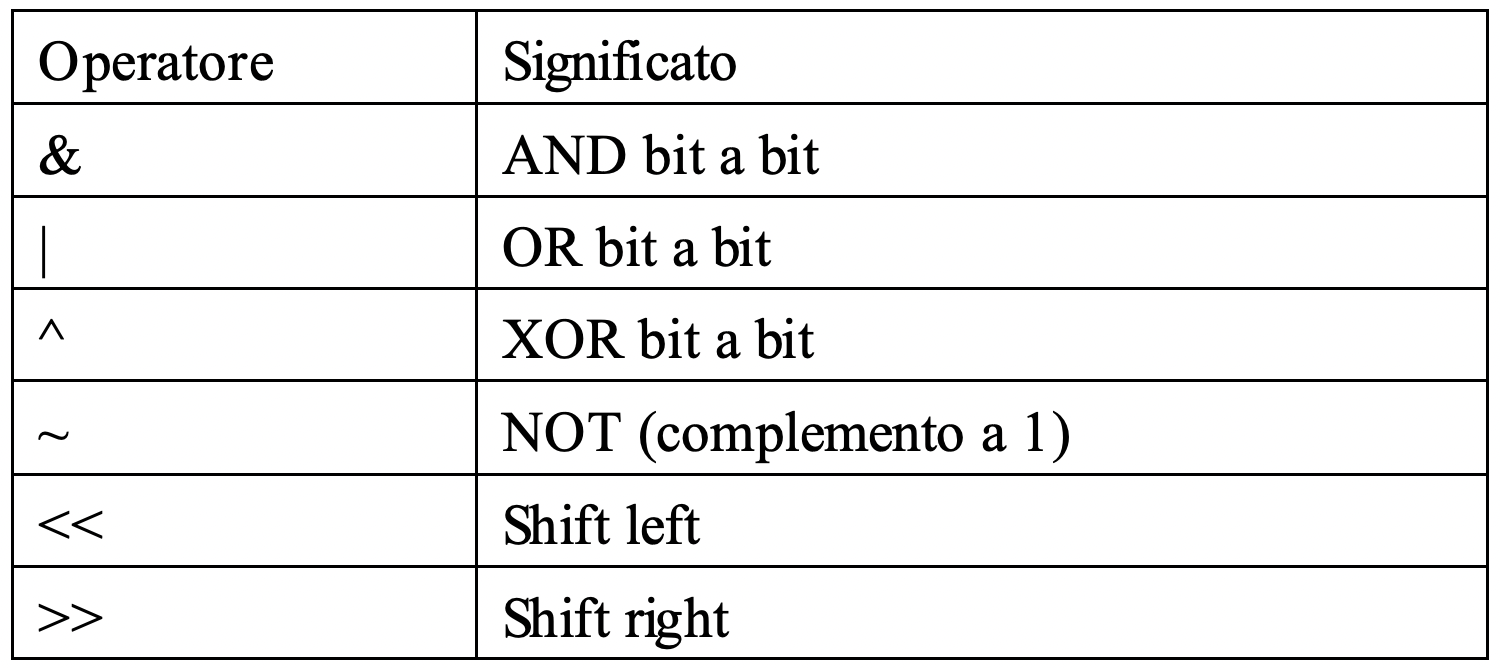 Operatore Significato
& AND bit a bit
| OR bit a bit
^ XOR bit a bit
~ NOT (complemento a 1)
<< Shift left
>> Shift right